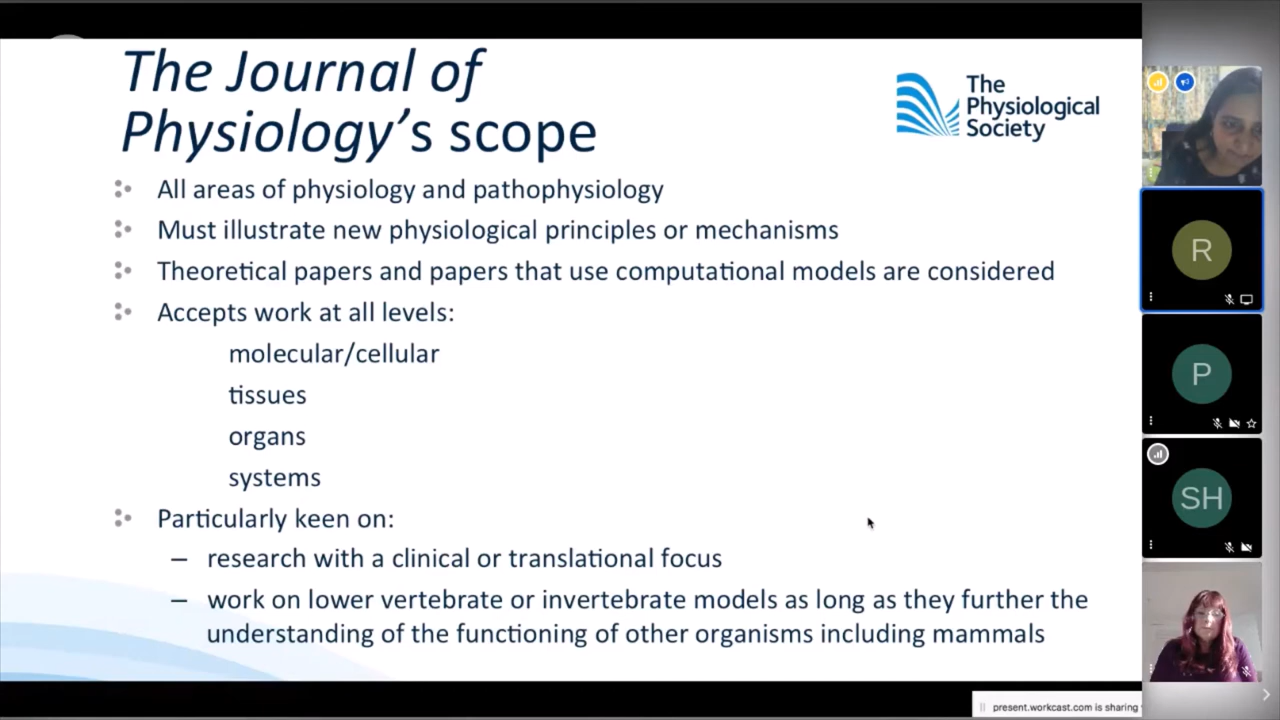 The Journal of
Physiology’s scope
The
Physiological
Society
All areas of physiology and pathophysiology
Must illustrate new physiological principles or mechanisms
Theoretical papers and papers that use computational models are considered
Accepts work at all levels:
molecular/cellular
tissues
organs
systems
Particularly keen on:
– research with a clinical or translational focus
– work on lower vertebrate or invertebrate models as long as they further the
understanding of the functioning of other organisms including mammals
R
P
SH
present.workcast.com is sharing